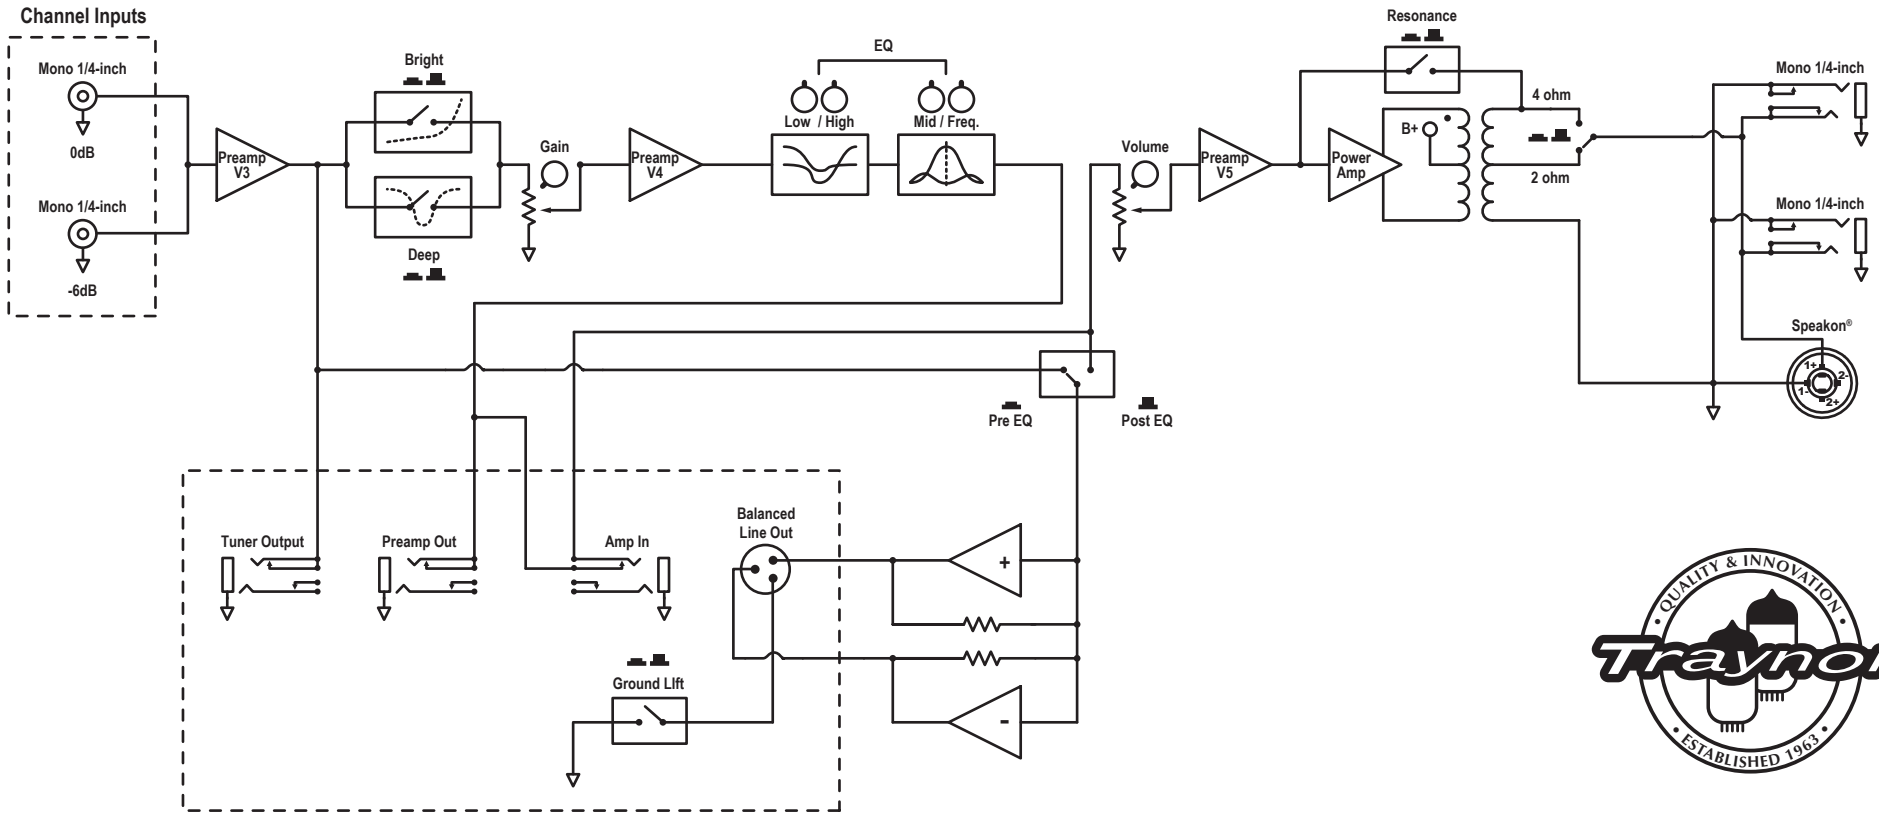 Channel Inputs
Mono 1/4-inch
0dB
Mono 1/4-inch
-6dB
Preamp
V3
Bright
Deep
Gain
Preamp
V4
EQ
Low / High
Mid / Freq.
Volume
Preamp
V5
Resonance
Power
Amp
B+
4 ohm
2 ohm
Mono 1/4-inch
Mono 1/4-inch
Speakon®
1+
2-
1-
2+
Pre EQ
Post EQ
Tuner Output
Preamp Out
Amp In
Balanced
Line Out
Ground LIft
+
-
QUALITY & INNOVATION
Traynor
ESTABLISHED 1963